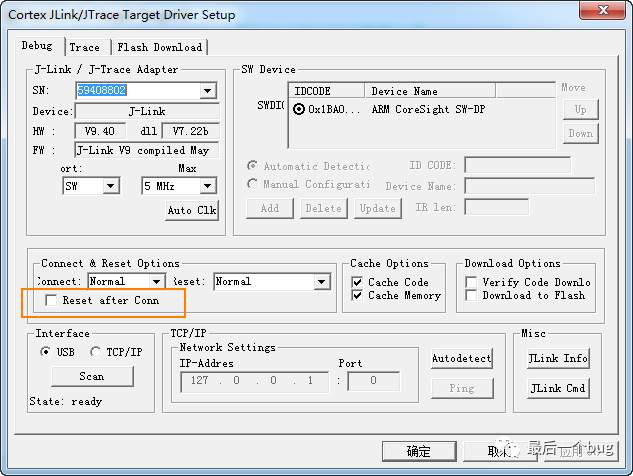 Cortex JLink/JTrace Target Driver Setup
Debug Trace Flash Download
J-Link / J-Trace Adapter
SN: 59408802
Device: J-Link
HW : V9.40 dll V7.22b
FW : J-Link V9 compiled May
ort: Max
SW 5 MHz
Auto Clk
SW Device
IDCODE Device Name
SWDI
0x1BA0... ARM CoreSight SW-DP
Move
Up
Down
Automatic Detectic
Manual Configurati
ID CODE:
Device Name:
Add Delete Update IR len:
Connect & Reset Options
Connect: Normal Reset: Normal
Reset after Conn
Cache Options
Cache Code
Cache Memory
Download Options
Verify Code Downlo
Download to Flash
Interface
USB TCP/IP
Scan
State: ready
TCP/IP
Network Settings
IP-Addres Port
127 . 0 . 0 . 1 : 0
Autodetect
Ping
Misc
JLink Info
JLink Cmd
确定 取消 应用
最后一个bug